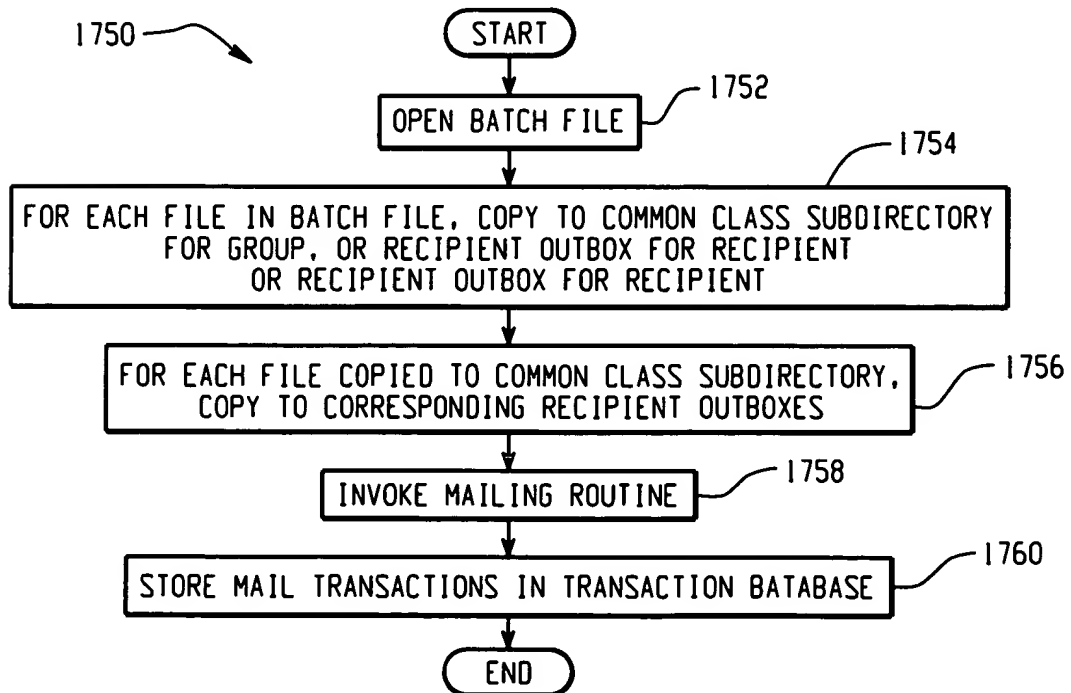 1750
START
1752
OPEN BATCH FILE
1754
FOR EACH FILE IN BATCH FILE, COPY TO COMMON CLASS SUBDIRECTORY
FOR GROUP, OR RECIPIENT OUTBOX FOR RECIPIENT
OR RECIPIENT OUTBOX FOR RECIPIENT
1756
FOR EACH FILE COPIED TO COMMON CLASS SUBDIRECTORY,
COPY TO CORRESPONDING RECIPIENT OUTBOXES
1758
INVOKE MAILING ROUTINE
1760
STORE MAIL TRANSACTIONS IN TRANSACTION BATABASE
END